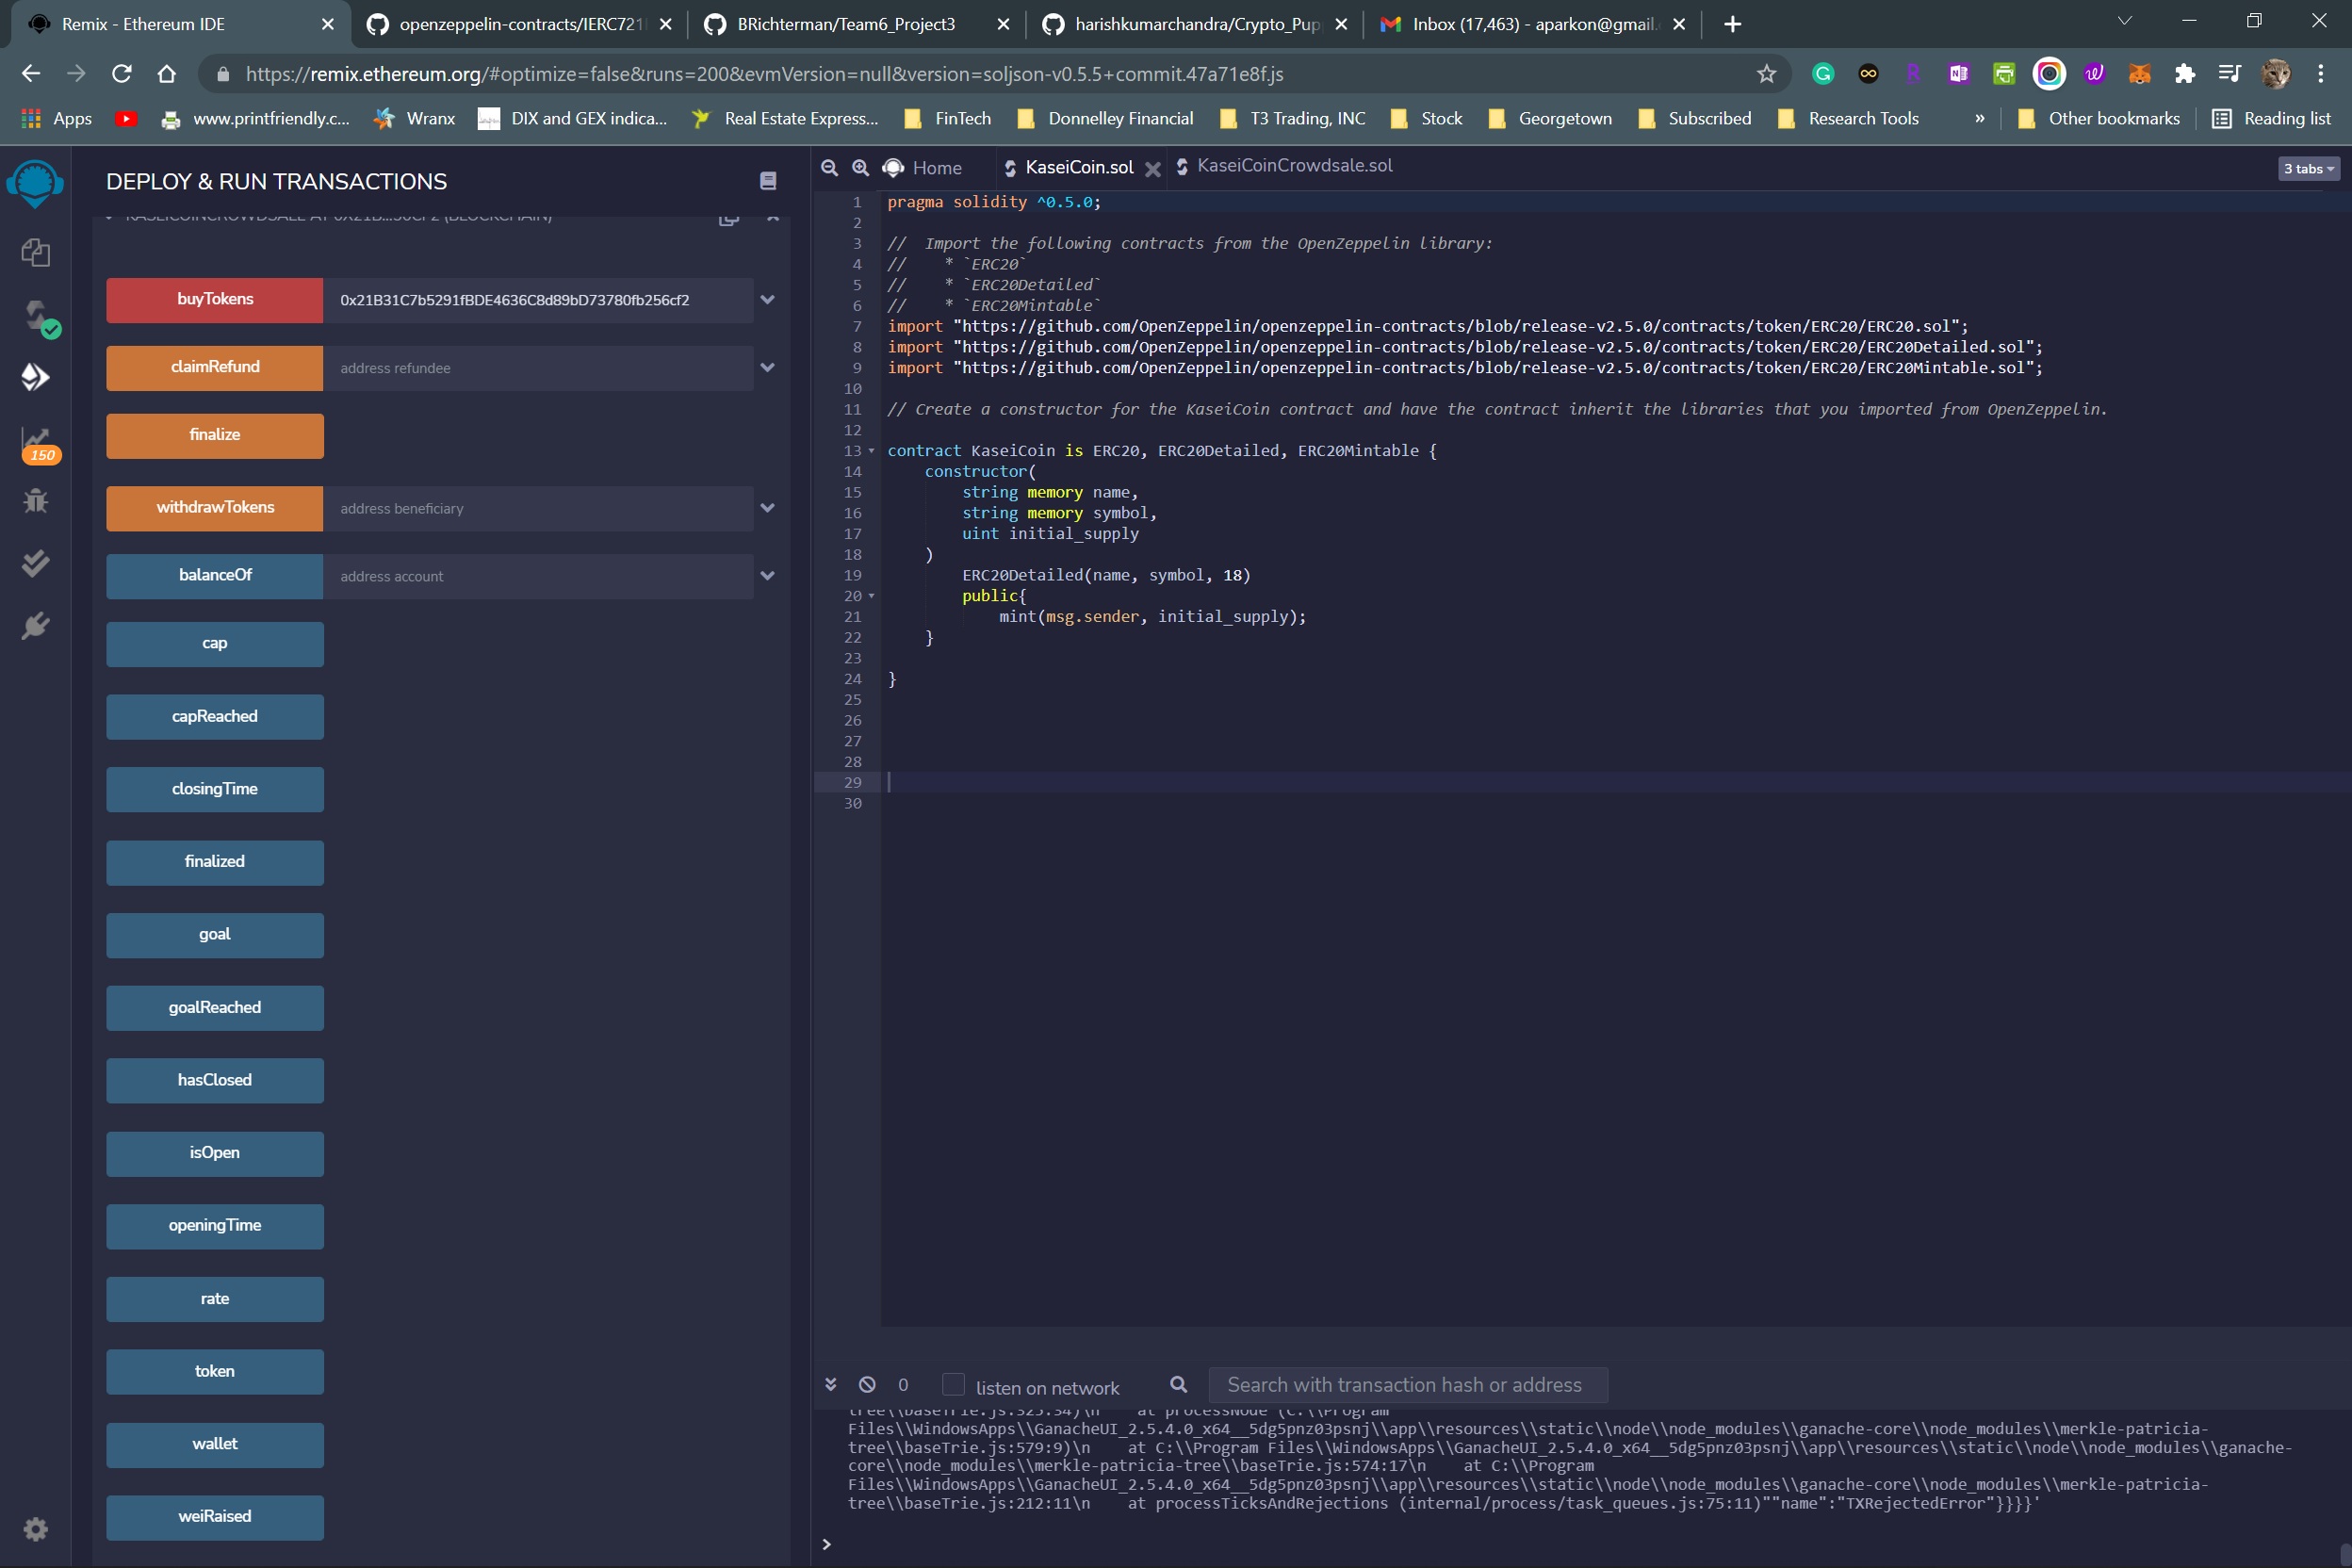 Remix - Ethereum IDE
openzeppelin-contracts/IERC721
BRichterman/Team6_Project3
harishkumarchandra/Crypto_Pup
Inbox (17,463) - aparkon@gmail.
https://remix.ethereum.org/#optimize=false&runs=200&evmVersion=null&version=soljson-v0.5.5+commit.47a71e8f.js
Apps
www.printfriendly.c...
Wranx
DIX and GEX indica...
Real Estate Express...
FinTech
Donnelley Financial
T3 Trading, INC
Stock
Georgetown
Subscribed
Research Tools
»
Other bookmarks
Reading list
DEPLOY & RUN TRANSACTIONS
KASEICOINCROWDSALE AT 0X21B...56CF2 (BLOCKCHAIN)
buyTokens
0x21B31C7b5291fBDE4636C8d89bD73780fb256cf2
claimRefund
address refundee
finalize
150
withdrawTokens
address beneficiary
balanceOf
address account
cap
capReached
closingTime
finalized
goal
goalReached
hasClosed
isOpen
openingTime
rate
token
wallet
weiRaised
Home
KaseiCoin.sol
KaseiCoinCrowdsale.sol
3 tabs
1 pragma solidity ^0.5.0;
2
3 //  Import the following contracts from the OpenZeppelin library:
4 //    * `ERC20`
5 //    * `ERC20Detailed`
6 //    * `ERC20Mintable`
7 import "https://github.com/OpenZeppelin/openzeppelin-contracts/blob/release-v2.5.0/contracts/token/ERC20/ERC20.sol";
8 import "https://github.com/OpenZeppelin/openzeppelin-contracts/blob/release-v2.5.0/contracts/token/ERC20/ERC20Detailed.sol";
9 import "https://github.com/OpenZeppelin/openzeppelin-contracts/blob/release-v2.5.0/contracts/token/ERC20/ERC20Mintable.sol";
10
11 // Create a constructor for the KaseiCoin contract and have the contract inherit the libraries that you imported from OpenZeppelin.
12
13 contract KaseiCoin is ERC20, ERC20Detailed, ERC20Mintable {
14     constructor(
15         string memory name,
16         string memory symbol,
17         uint initial_supply
18     )
19         ERC20Detailed(name, symbol, 18)
20         public{
21             mint(msg.sender, initial_supply);
22     }
23
24 }
25
26
27
28
29
30
0
listen on network
Search with transaction hash or address
tree\\baseTrie.js:325:34)\n    at processNode (C:\\Program
Files\\WindowsApps\\GanacheUI_2.5.4.0_x64__5dg5pnz03psnj\\app\\resources\\static\\node\\node_modules\\ganache-core\\node_modules\\merkle-patricia-
tree\\baseTrie.js:579:9)\n    at C:\\Program Files\\WindowsApps\\GanacheUI_2.5.4.0_x64__5dg5pnz03psnj\\app\\resources\\static\\node\\node_modules\\ganache-
core\\node_modules\\merkle-patricia-tree\\baseTrie.js:574:17\n    at C:\\Program
Files\\WindowsApps\\GanacheUI_2.5.4.0_x64__5dg5pnz03psnj\\app\\resources\\static\\node\\node_modules\\ganache-core\\node_modules\\merkle-patricia-
tree\\baseTrie.js:212:11\n    at processTicksAndRejections (internal/process/task_queues.js:75:11)""name":"TXRejectedError"}}}}'
>